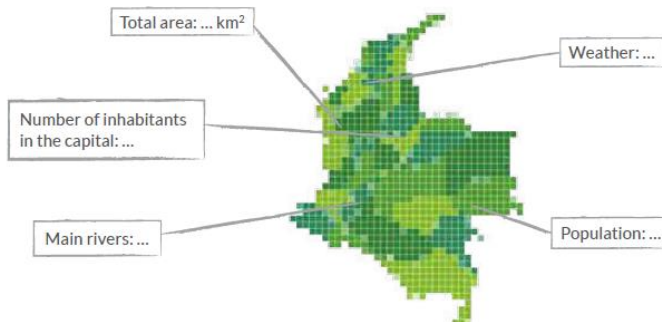 Total area: ... km²
Weather: ...
Number of inhabitants
in the capital: ...
Main rivers: ...
Population: ...